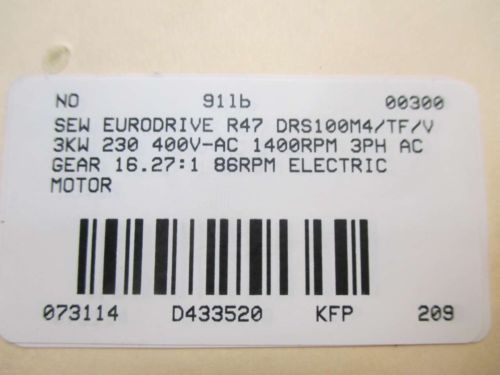 NO 911b 00300
SEW EURODRIVE R47 DRS100M4/TF/V
3KW 230 400V-AC 1400RPM 3PH AC
GEAR 16.27:1 86RPM ELECTRIC
MOTOR
073114 D433520 KFP 209